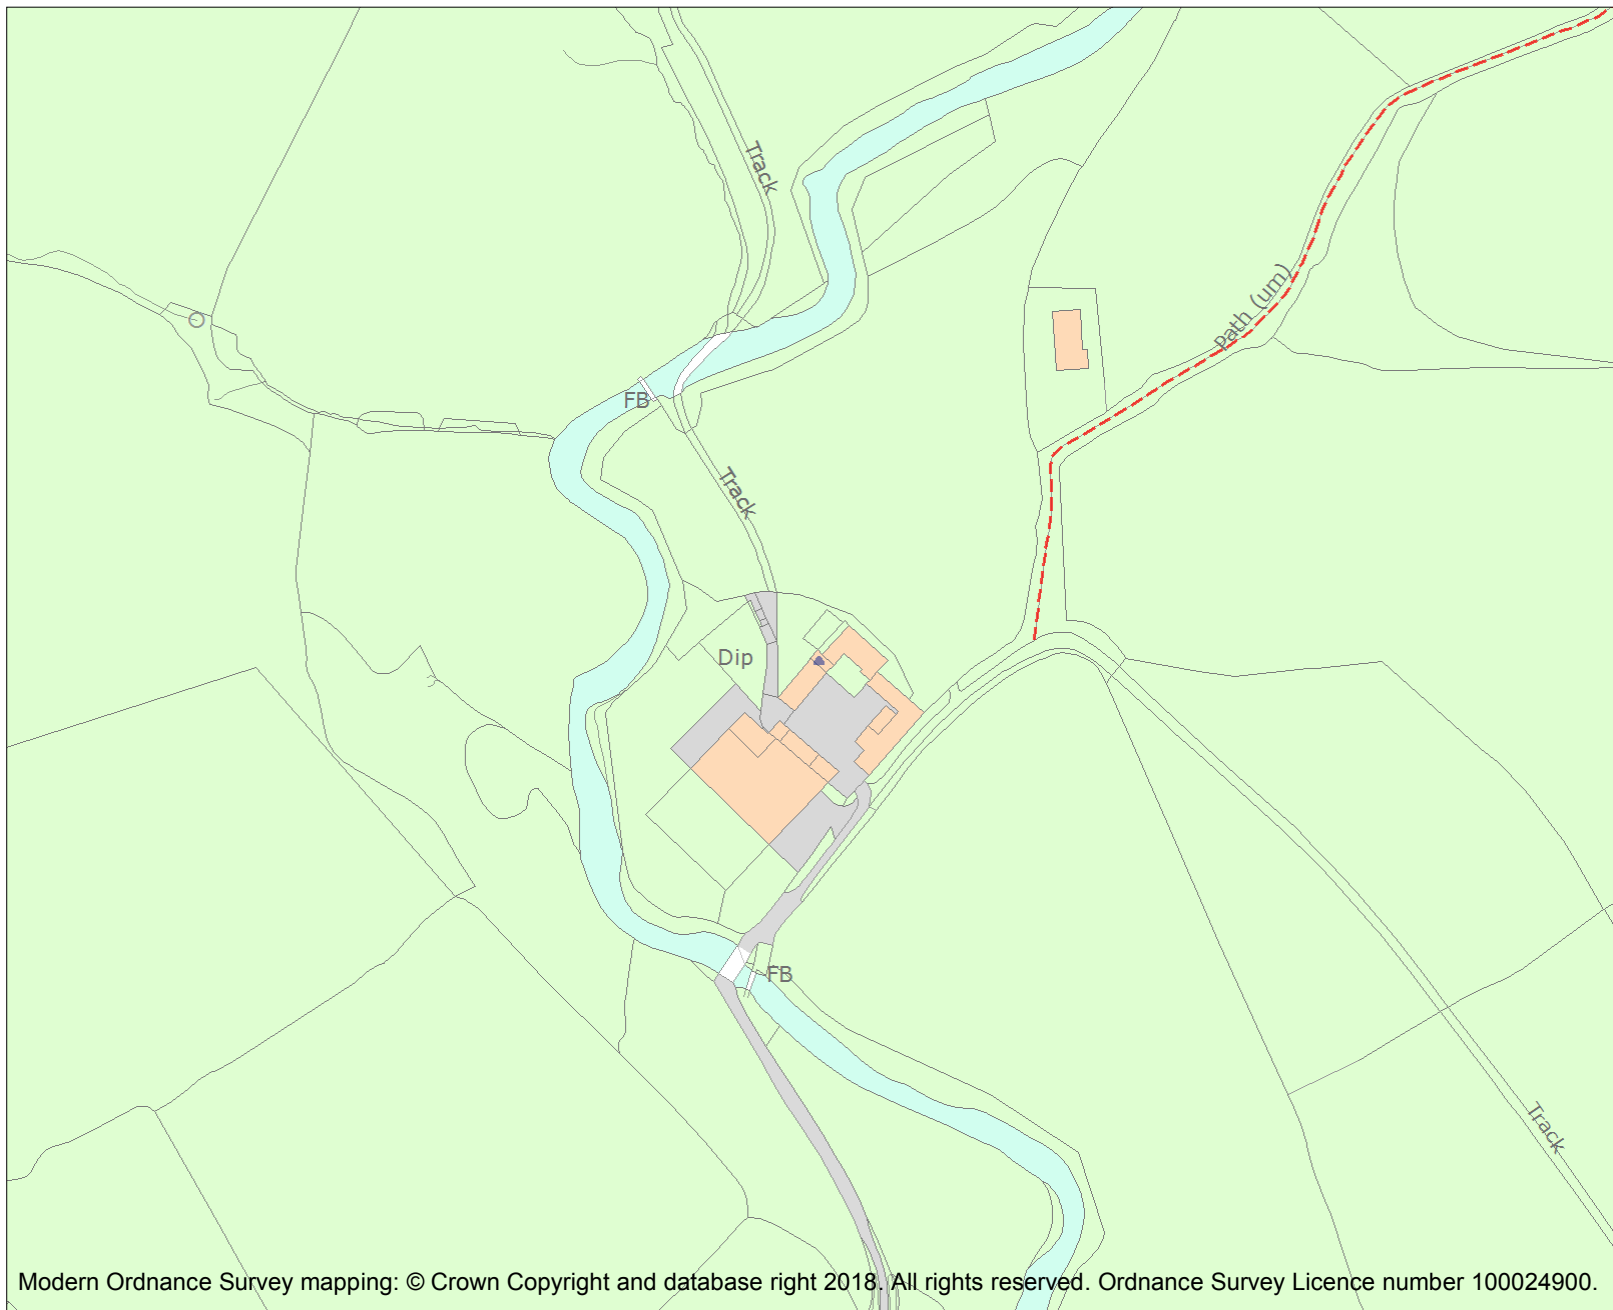 Track
Path (um)
FB
Track
Dip
FB
Track
Modern Ordnance Survey mapping: © Crown Copyright and database right 2018. All rights reserved. Ordnance Survey Licence number 100024900.